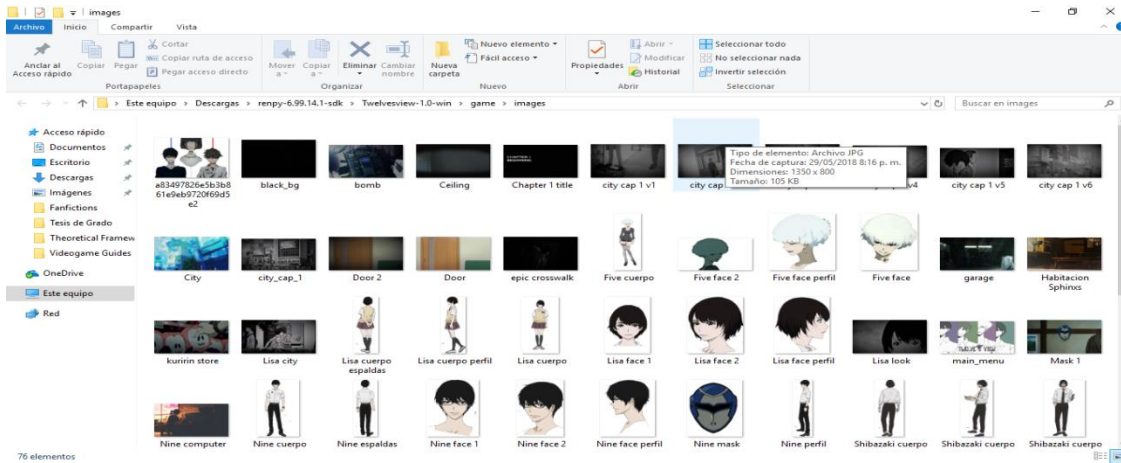 images
Archivo Inicio Compartir Vista
Anclar al Acceso rápido
Copiar
Pegar
Cortar
Copiar ruta de acceso
Pegar acceso directo
Portapapeles
Mover a
Copiar a
Eliminar
Cambiar nombre
Organizar
Nueva carpeta
Nuevo elemento
Fácil acceso
Nuevo
Propiedades
Abrir
Modificar
Historial
Abrir
Seleccionar todo
No seleccionar nada
Invertir selección
Seleccionar
Este equipo > Descargas > renpy-6.99.14.1-sdk > Twelvesview-1.0-win > game > images
Buscar en images
Acceso rápido
Documentos
Escritorio
Descargas
Imágenes
Fanfictions
Tesis de Grado
Theoretical Framew
Videogame Guides
OneDrive
Este equipo
Red
a83497826e5b3b8
61e9eb9720f69d5
e2
black_bg
bomb
Ceiling
Chapter 1 title
city cap 1 v1
city cap
v4
city cap 1 v5
city cap 1 v6
Tipo de elemento: Archivo JPG
Fecha de captura: 29/05/2018 8:16 p. m.
Dimensiones: 1350 x 800
Tamaño: 105 KB
City
city_cap_1
Door 2
Door
epic crosswalk
Five cuerpo
Five face 2
Five face perfil
Five face
garage
Habitacion
Sphinxs
kuririn store
Lisa city
Lisa cuerpo
espaldas
Lisa cuerpo perfil
Lisa cuerpo
Lisa face 1
Lisa face 2
Lisa face perfil
Lisa look
main_menu
Mask 1
Nine computer
Nine cuerpo
Nine espaldas
Nine face 1
Nine face 2
Nine face perfil
Nine mask
Nine perfil
Shibazaki cuerpo
Shibazaki cuerpo
Shibazaki cuerpo
76 elementos